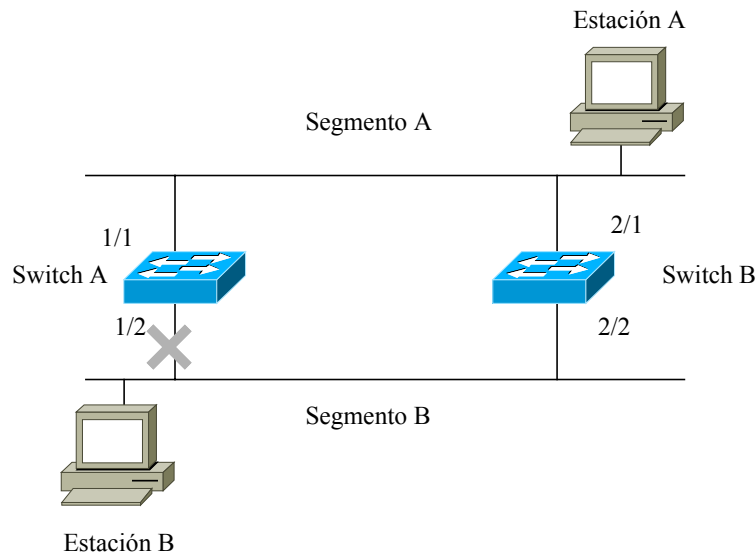 Estación A
Segmento A
1/1
2/1
Switch A
Switch B
1/2
2/2
Segmento B
Estación B